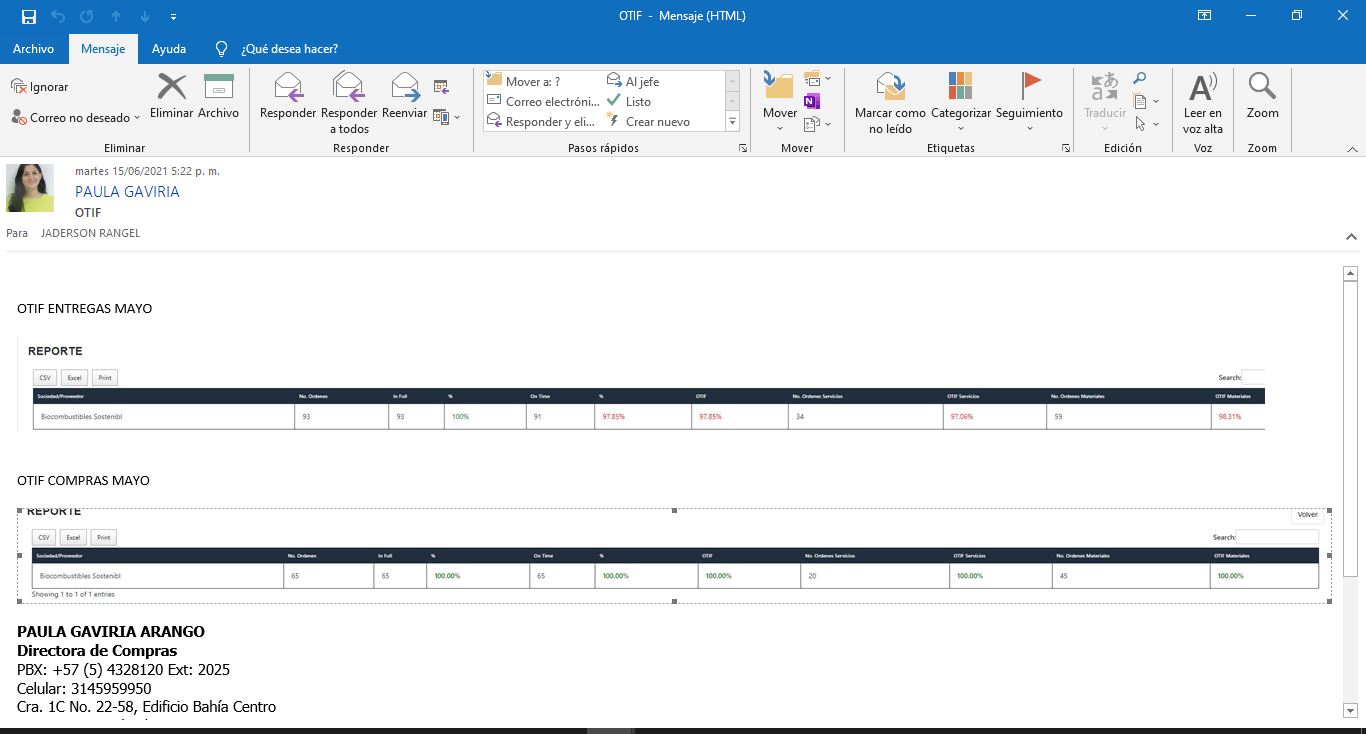 OTIF - Mensaje (HTML)
Archivo Mensaje Ayuda ¿Qué desea hacer?
Ignorar
Correo no deseado
Eliminar Archivo
Eliminar
Responder Responder a todos Reenviar
Responder
Mover a: ? Al jefe
Correo electróni... Listo
Responder y eli... Crear nuevo
Pasos rápidos
Mover
Mover
Marcar como no leído Categorizar Seguimiento
Etiquetas
Traducir
Edición
Leer en voz alta
Voz
Zoom
Zoom
martes 15/06/2021 5:22 p. m.
PAULA GAVIRIA
OTIF
Para JADERSON RANGEL
OTIF ENTREGAS MAYO
REPORTE
CSV Excel Print Search:
Sociedad/Proveedor No. Ordenes In Full % On Time % OTIF No. Ordenes Servicios OTIF Servicios No. Ordenes Materiales OTIF Materiales
Biocombustibles Sostenibl 93 93 100% 91 97.85% 97.85% 34 97.06% 59 98.31%
OTIF COMPRAS MAYO
REPORTE Volver
CSV Excel Print Search:
Sociedad/Proveedor No. Ordenes In Full % On Time % OTIF No. Ordenes Servicios OTIF Servicios No. Ordenes Materiales OTIF Materiales
Biocombustibles Sostenibl 65 65 100.00% 65 100.00% 100.00% 20 100.00% 45 100.00%
Showing 1 to 1 of 1 entries
PAULA GAVIRIA ARANGO
Directora de Compras
PBX: +57 (5) 4328120 Ext: 2025
Celular: 3145959950
Cra. 1C No. 22-58, Edificio Bahía Centro